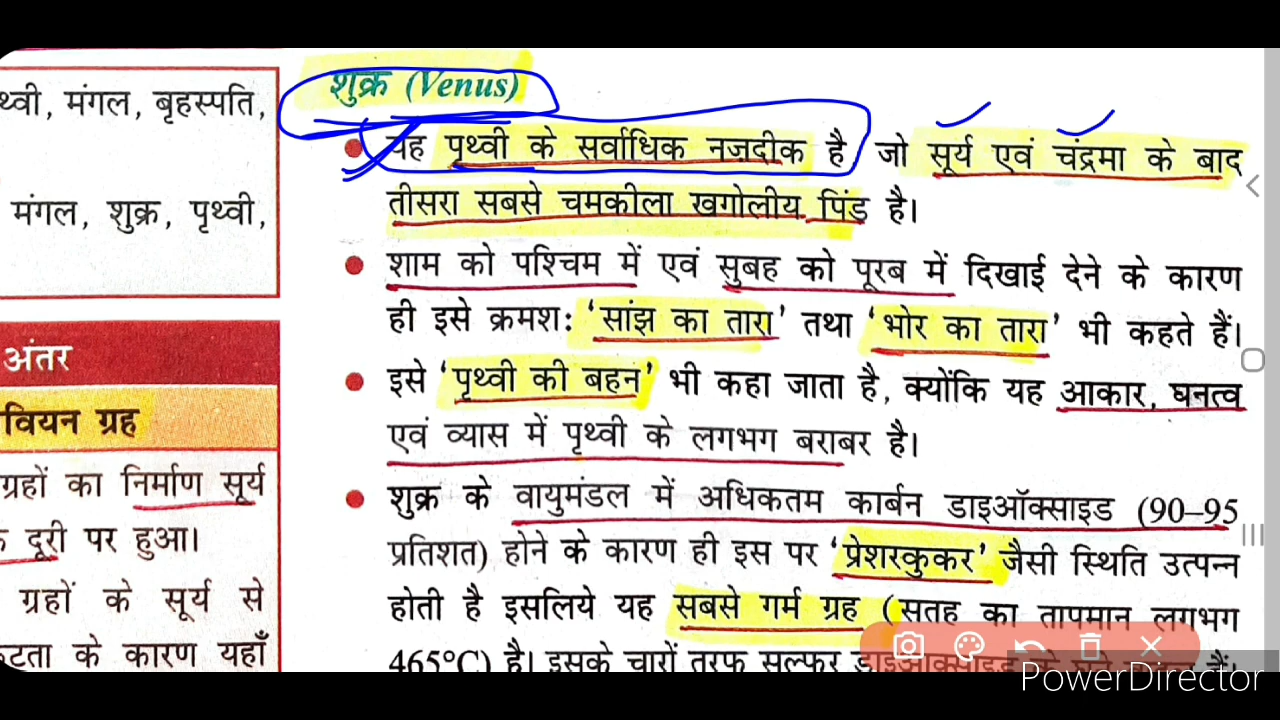 थ्वी, मंगल, बृहस्पति,
मंगल, शुक्र, पृथ्वी,
अंतर
वियन ग्रह
ग्रहों का निर्माण सूर्य
दूरी पर हुआ।
ग्रहों के सूर्य से
कटता के कारण यहाँ
शुक्र (Venus)
यह पृथ्वी के सर्वाधिक नज़दीक है जो सूर्य एवं चंद्रमा के बाद
तीसरा सबसे चमकीला खगोलीय पिंड है।
शाम को पश्चिम में एवं सुबह को पूरब में दिखाई देने के कारण
ही इसे क्रमश: ‘सांझ का तारा’ तथा ‘भोर का तारा’ भी कहते हैं।
इसे ‘पृथ्वी की बहन’ भी कहा जाता है, क्योंकि यह आकार, घनत्व
एवं व्यास में पृथ्वी के लगभग बराबर है।
शुक्र के वायुमंडल में अधिकतम कार्बन डाइऑक्साइड (90–95
प्रतिशत) होने के कारण ही इस पर ‘प्रेशरकुकर’ जैसी स्थिति उत्पन्न
होती है इसलिये यह सबसे गर्म ग्रह (सतह का तापमान लगभग
465°C) है। इसके चारों तरफ सल्फर डाइऑक्साइड
PowerDirector